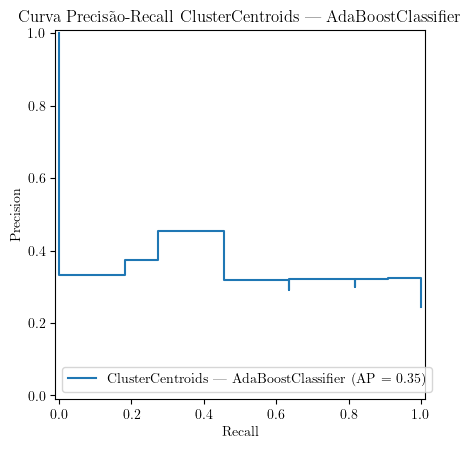 Curva Precisão-Recall ClusterCentroids — AdaBoostClassifier
1.0
0.8
0.6
0.4
0.2
0.0
Precision
ClusterCentroids — AdaBoostClassifier (AP = 0.35)
0.0 0.2 0.4 0.6 0.8 1.0
Recall